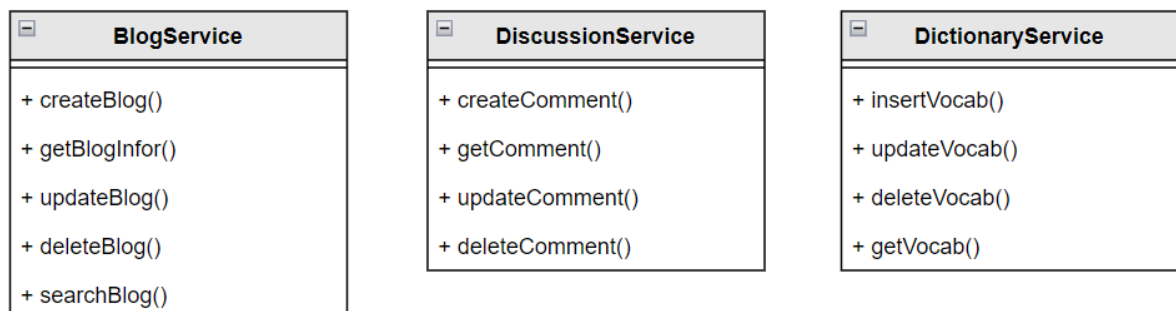 BlogService
+ createBlog()
+ getBlogInfor()
+ updateBlog()
+ deleteBlog()
+ searchBlog()
DiscussionService
+ createComment()
+ getComment()
+ updateComment()
+ deleteComment()
DictionaryService
+ insertVocab()
+ updateVocab()
+ deleteVocab()
+ getVocab()